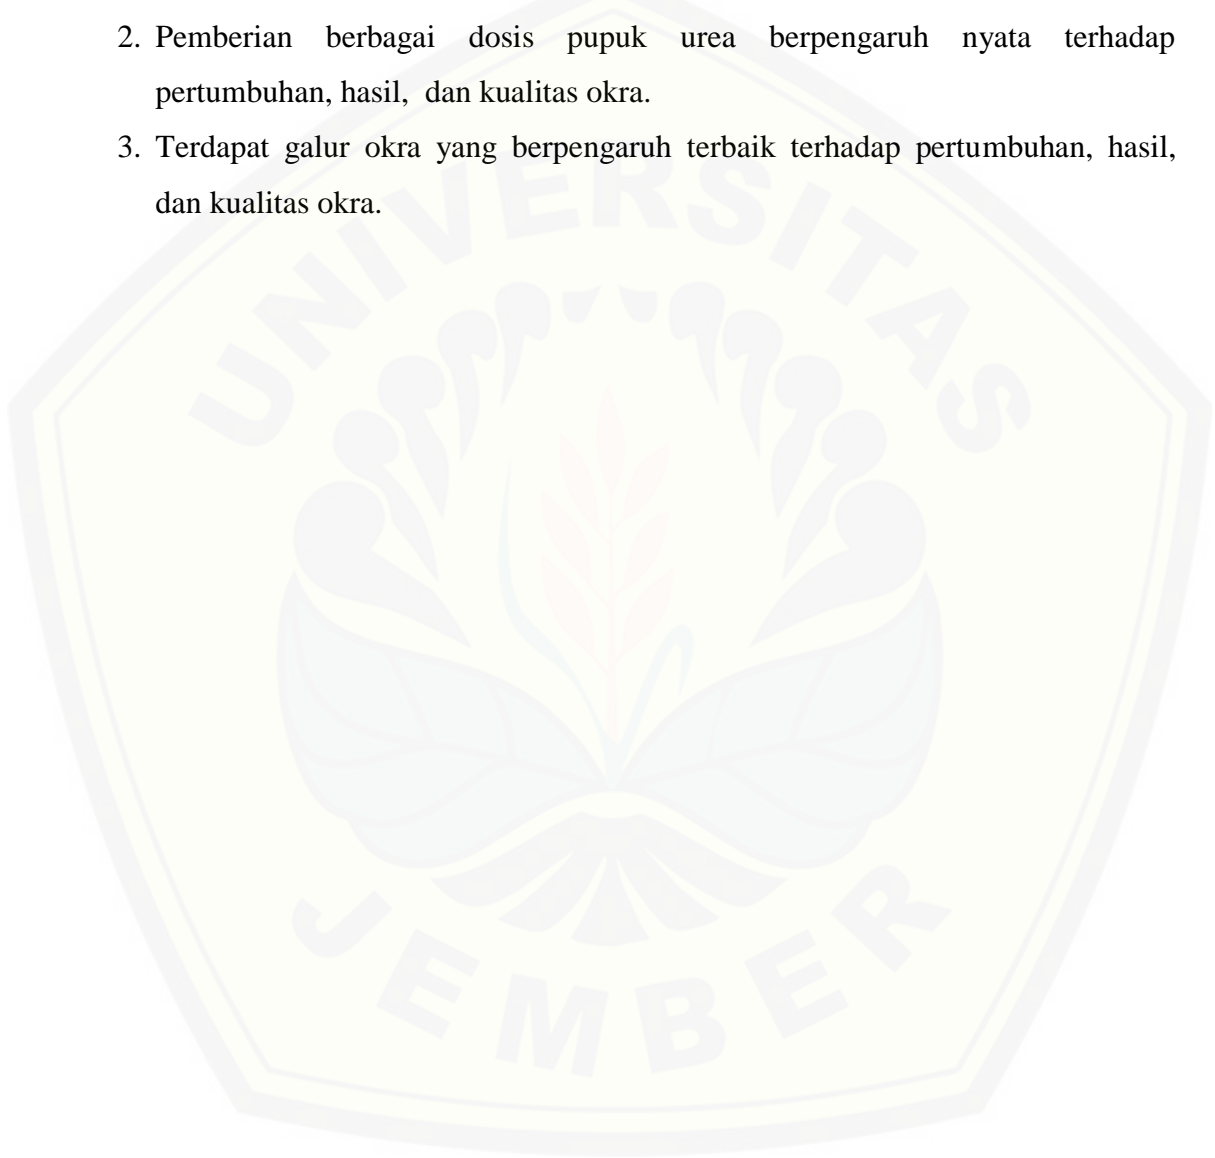 2. Pemberian berbagai dosis pupuk urea berpengaruh nyata terhadap
pertumbuhan, hasil, dan kualitas okra.
3. Terdapat galur okra yang berpengaruh terbaik terhadap pertumbuhan, hasil,
dan kualitas okra.
UNIVERSITAS
JEMBER